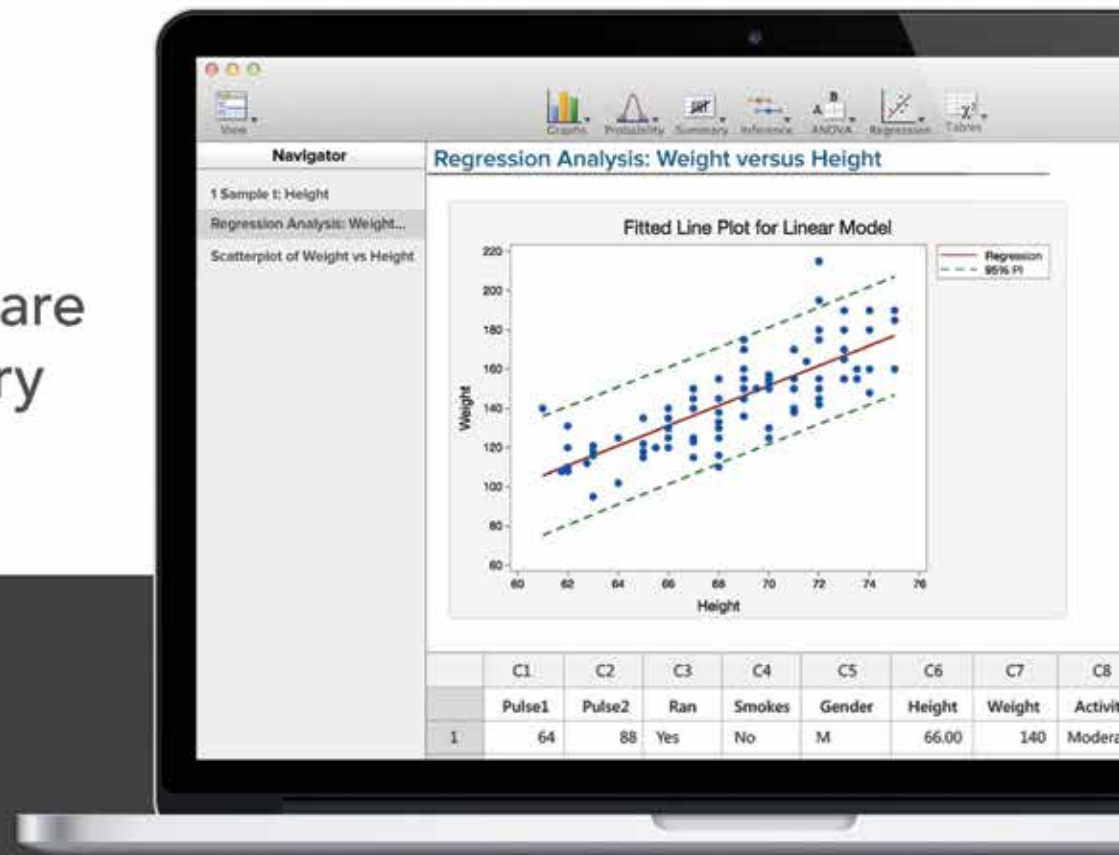 are
ry
View
Graphs Probability Summary Inference ANOVA Regression Tables
A B
χ²
Navigator
1 Sample t: Height
Regression Analysis: Weight...
Scatterplot of Weight vs Height
Regression Analysis: Weight versus Height
Fitted Line Plot for Linear Model
Regression
95% PI
Weight
220
200
180
160
140
120
100
80
60
60 62 64 66 68 70 72 74 76
Height
C1 C2 C3 C4 C5 C6 C7 C8
Pulse1 Pulse2 Ran Smokes Gender Height Weight Activit
1 64 88 Yes No M 66.00 140 Modera